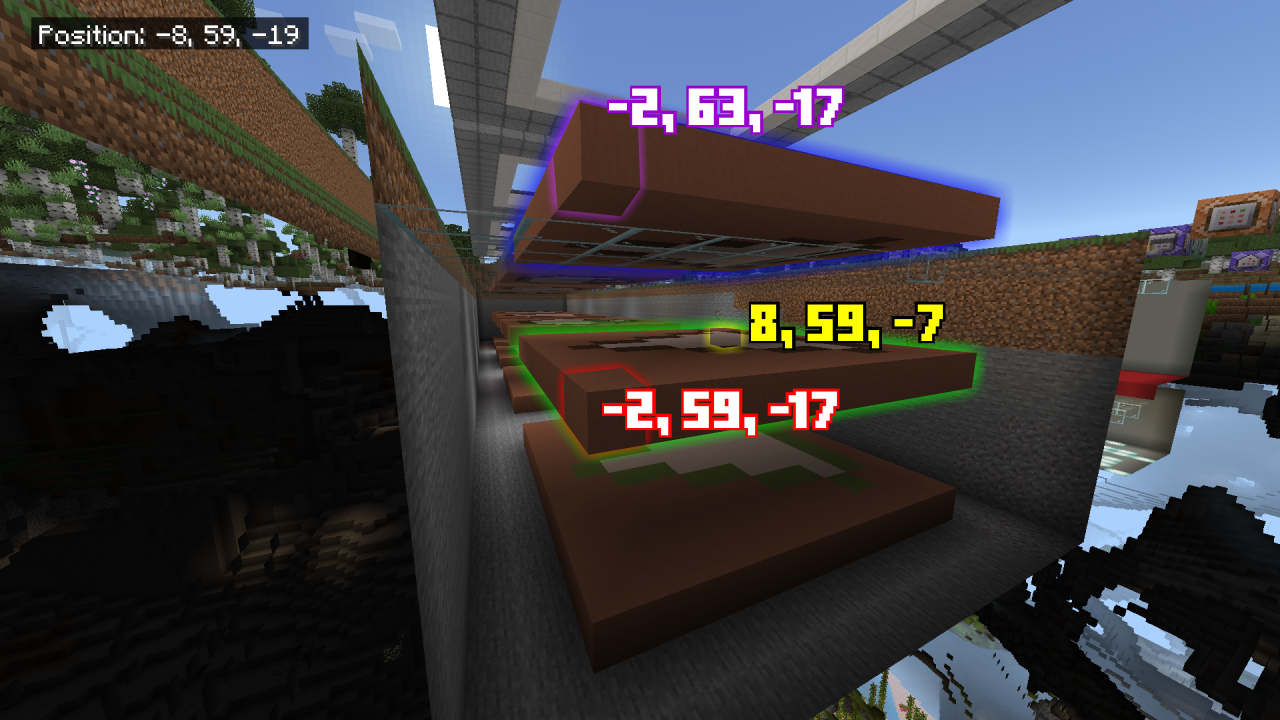 Position: -8, 59, -19
-2, 63, -17
8, 59, -7
-2, 59, -17